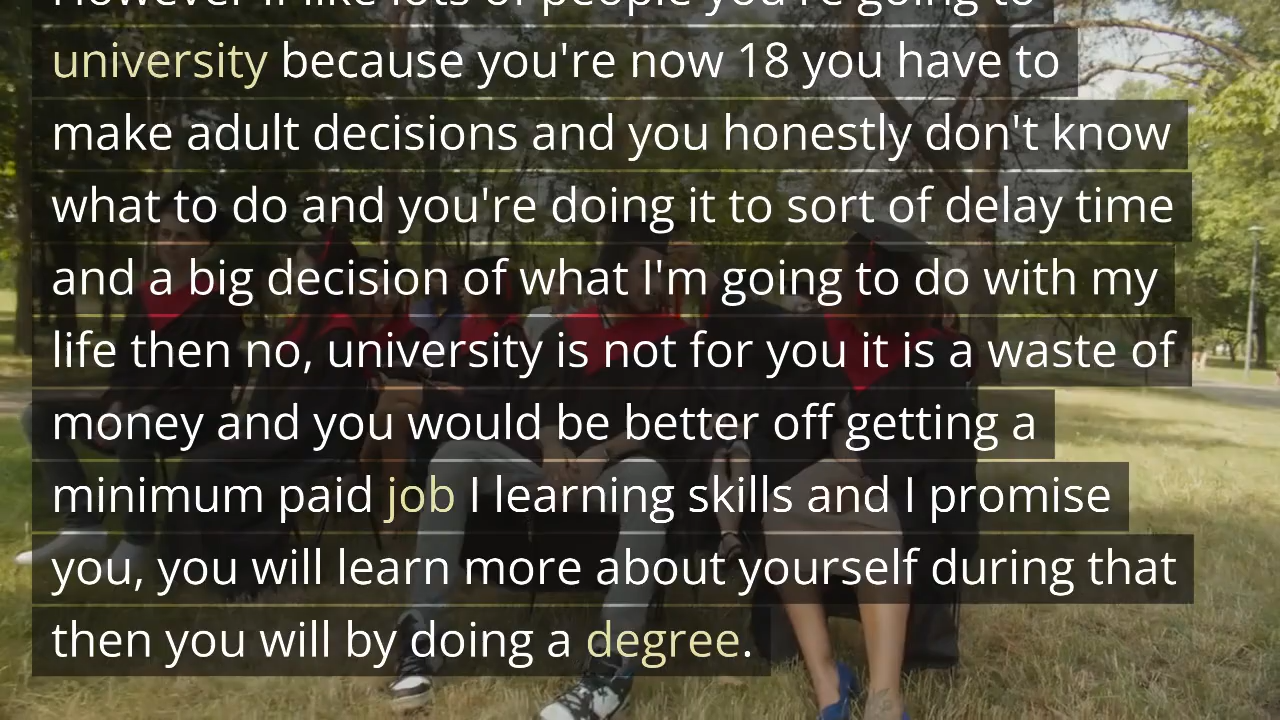 However if like lots of people you're going to
university because you're now 18 you have to
make adult decisions and you honestly don't know
what to do and you're doing it to sort of delay time
and a big decision of what I'm going to do with my
life then no, university is not for you it is a waste of
money and you would be better off getting a
minimum paid job I learning skills and I promise
you, you will learn more about yourself during that
then you will by doing a degree.